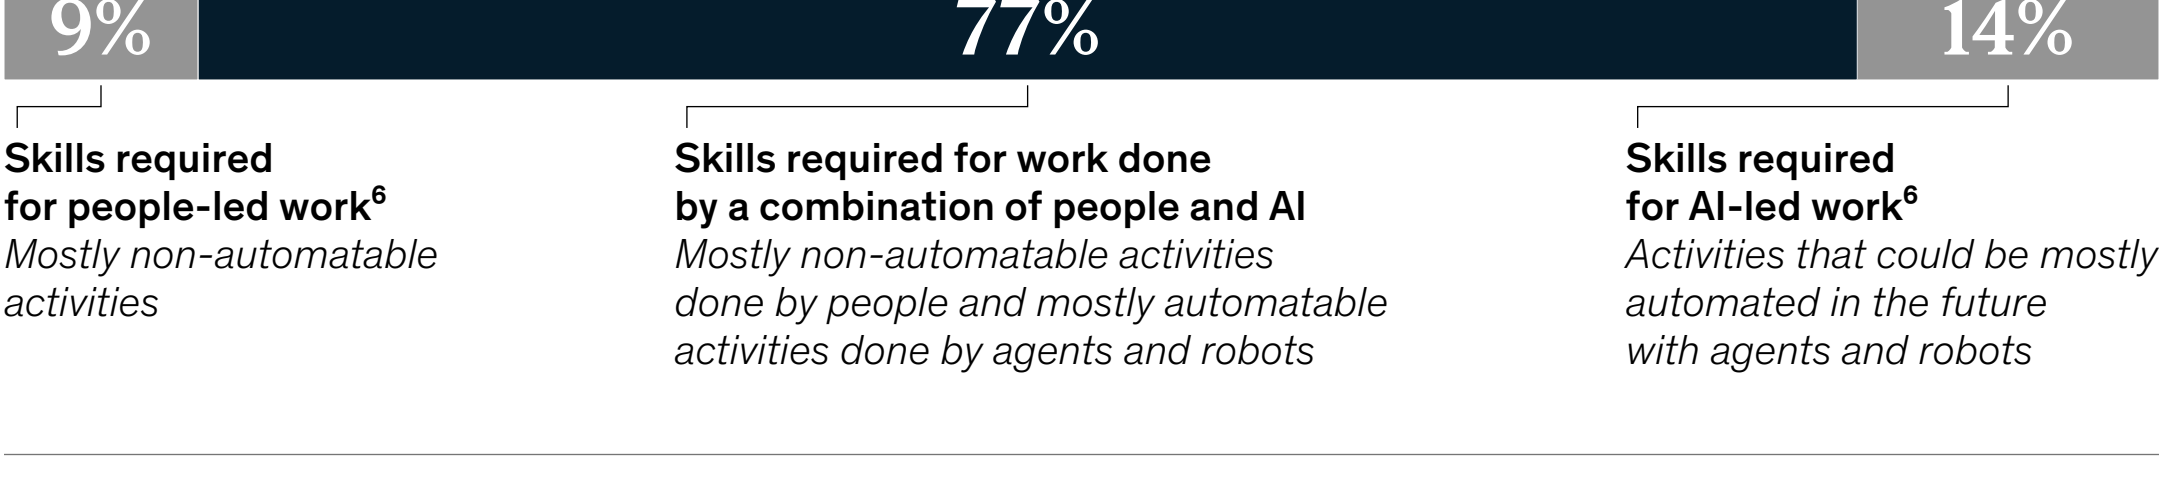 9% 77% 14%
Skills required
for people-led work⁶
Mostly non-automatable
activities
Skills required for work done
by a combination of people and AI
Mostly non-automatable activities
done by people and mostly automatable
activities done by agents and robots
Skills required
for AI-led work⁶
Activities that could be mostly
automated in the future
with agents and robots